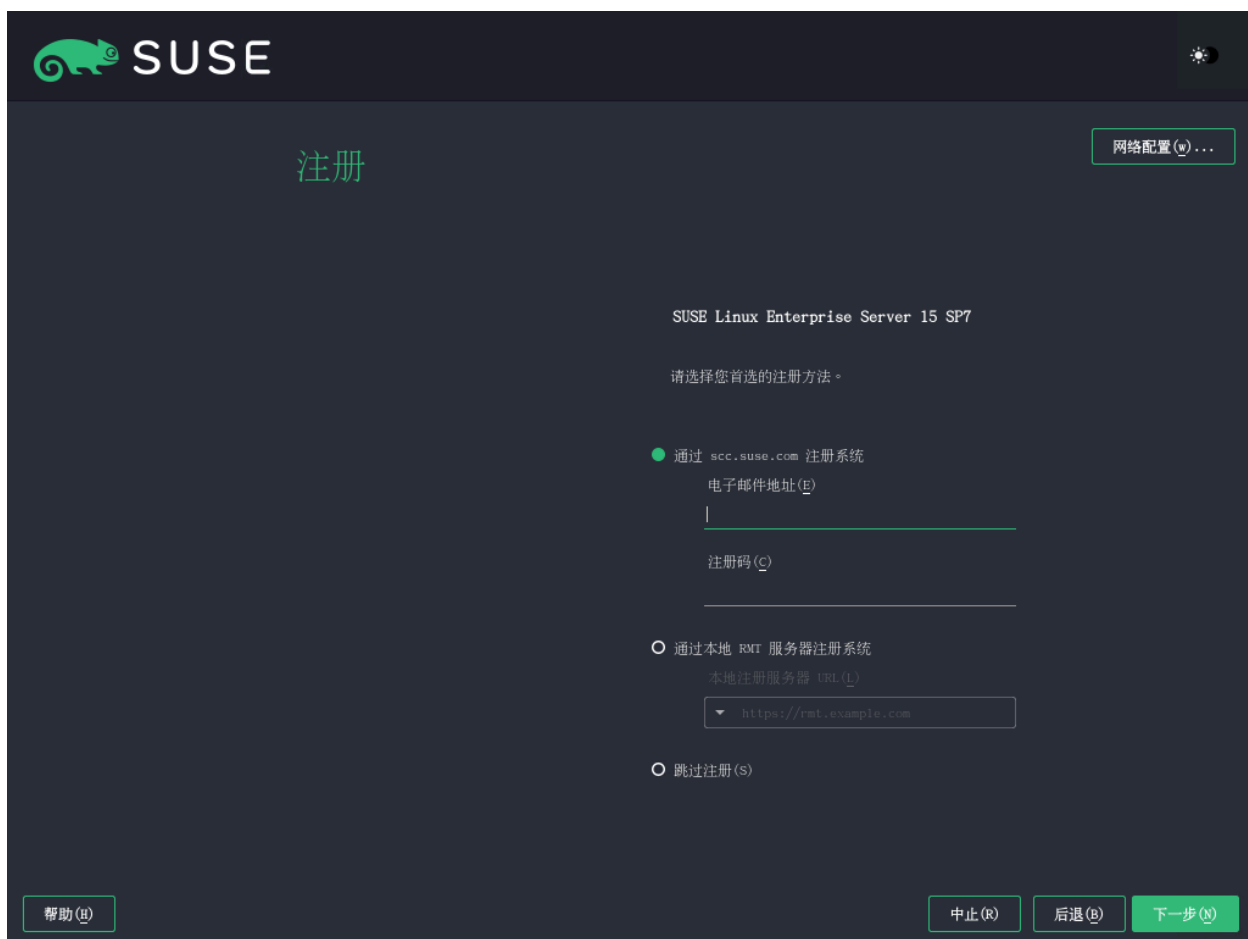 SUSE
注册
网络配置(w)...
SUSE Linux Enterprise Server 15 SP7
请选择您首选的注册方法。
通过 scc.suse.com 注册系统
电子邮件地址(E)
注册码(C)
通过本地 RMT 服务器注册系统
本地注册服务器 URL(L)
https://rmt.example.com
跳过注册(S)
帮助(H)
中止(R)
后退(B)
下一步(N)